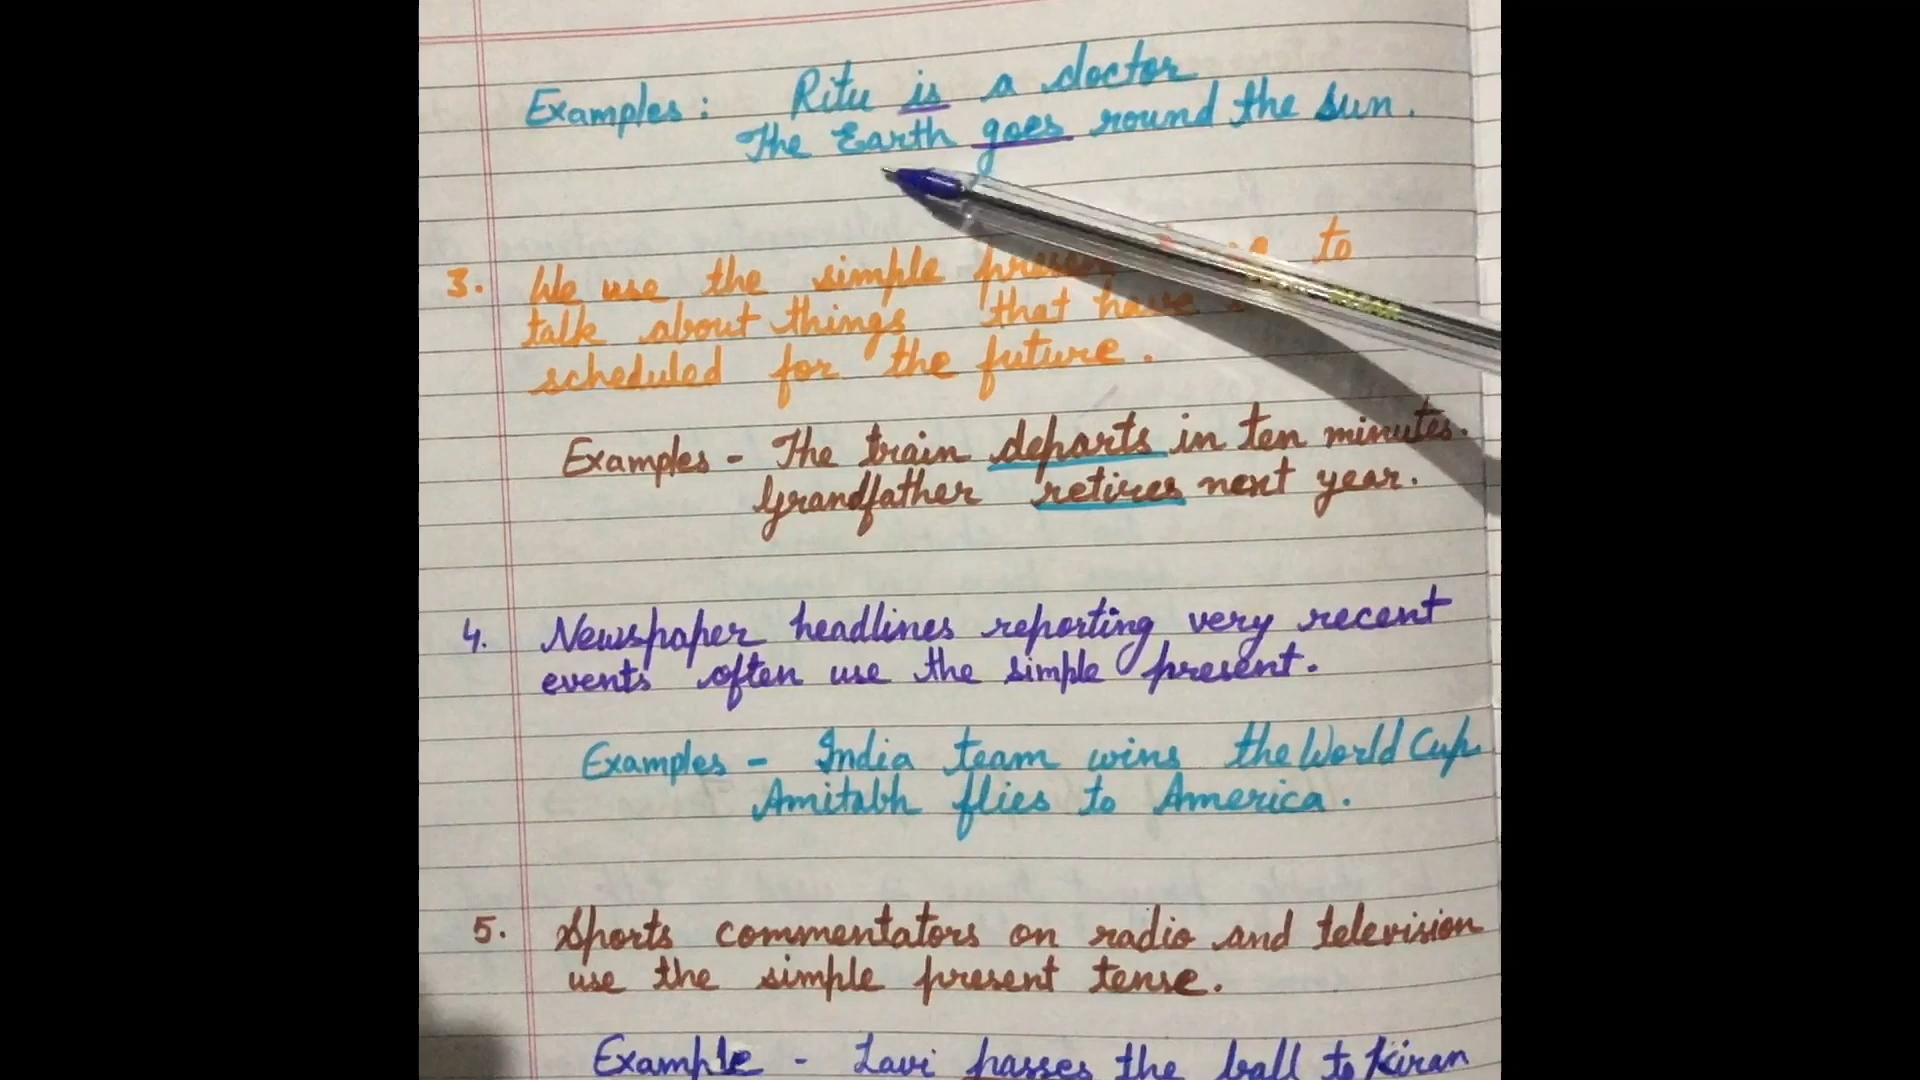 Examples: Ritu is a doctor
The Earth goes round the sun.
3. We use the simple to
talk about things that have
scheduled for the future.
Examples - The train departs in ten minutes.
Grandfather retires next year.
4. Newspaper headlines reporting very recent
events often use the simple present.
Examples - India team wins the World Cup
Amitabh flies to America.
5. Sports commentators on radio and television
use the simple present tense.
Example - Lavi passes the ball to Kiran